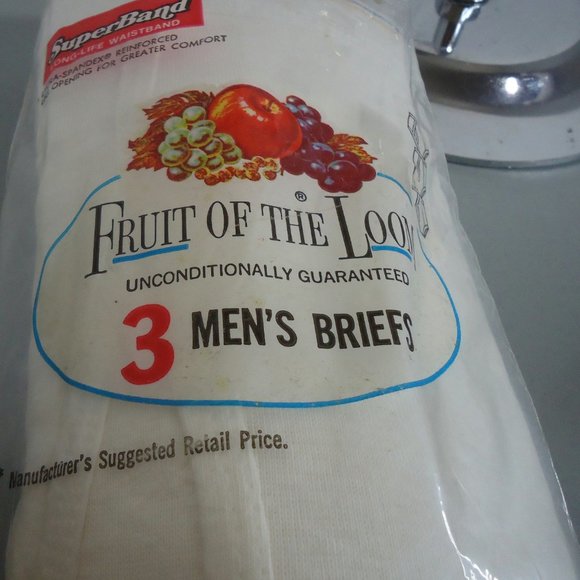 SuperBand
LONG-LIFE WAISTBAND
-SPANDEX® REINFORCED
OPENING FOR GREATER COMFORT
FRUIT OF THE LOOM
®
UNCONDITIONALLY GUARANTEED
3 MEN'S BRIEFS
* Manufacturer's Suggested Retail Price.